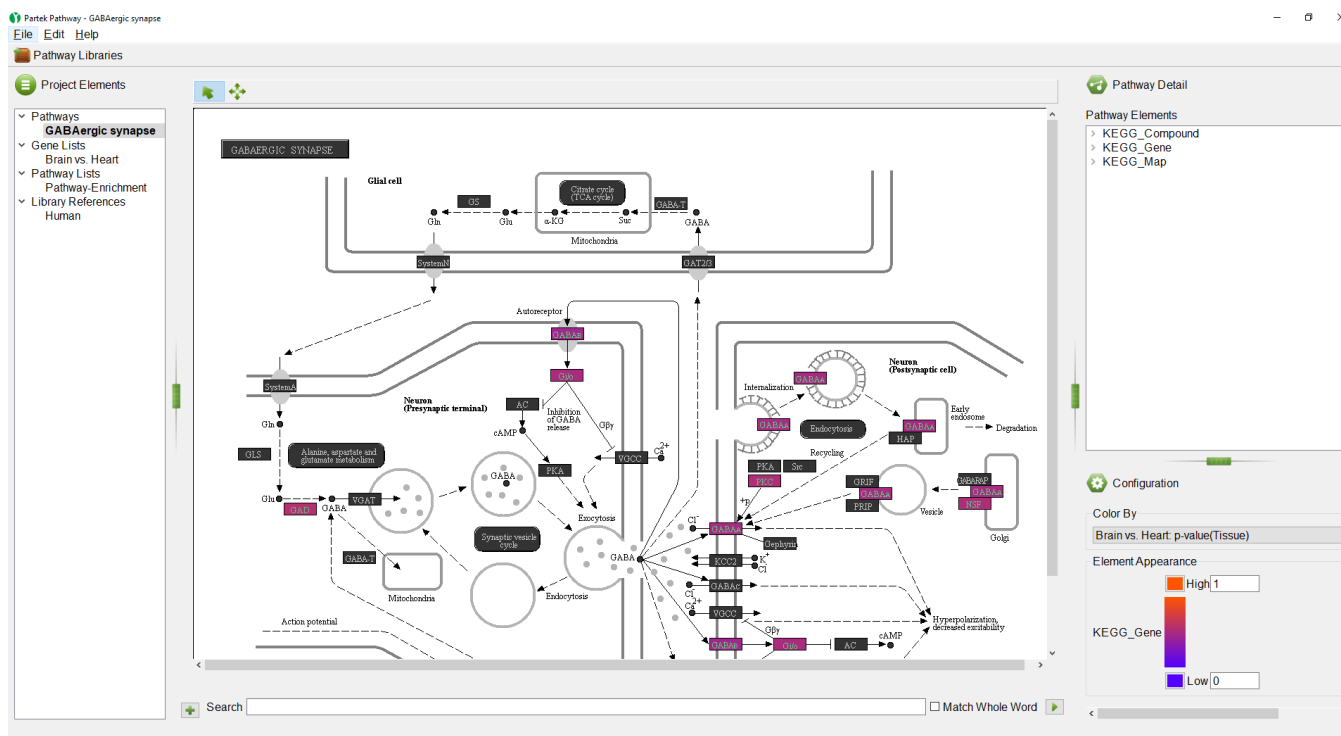 Partek Pathway - GABAergic synapse
File Edit Help
Pathway Libraries
Project Elements
Pathways
GABAergic synapse
Gene Lists
Brain vs. Heart
Pathway Lists
Pathway-Enrichment
Library References
Human
GABAERGIC SYNAPSE
Glial cell
Citrate cycle
(TCA cycle)
GS
GABA-T
Gln
Glu
α-KG
Suc
GABA
Mitochondria
SystemN
GAT2/3
Autoreceptor
GABAB
Gi/o
SystemA
Neuron
(Presynaptic terminal)
AC
Inhibition
of GABA
release
Gβγ
cAMP
Gln
GLS
Alanine, aspartate and
glutamate metabolism
PKA
VGCC
Ca2+
GABA
Glu
GAD
GABA
VGAT
Exocytosis
Synaptic vesicle
cycle
GABA
GABA-T
Mitochondria
Endocytosis
Action potential
Neuron
(Postsynaptic cell)
Internalization
GABAA
GABAA
Endocytosis
GABAA
HAP
Early
endosome
Degradation
Recycling
PKA
Src
PKC
+p
GRIF
GABAA
PRIP
Vesicle
GABARAP
GABAA
NSF
Golgi
Cl-
GABAA
Gephyrin
KCC2
K+
Cl-
GABAC
Cl-
Ca2+
VGCC
Gβγ
Hyperpolarization,
decreased excitability
GABAB
Gi/o
AC
cAMP
Search
Match Whole Word
Pathway Detail
Pathway Elements
KEGG_Compound
KEGG_Gene
KEGG_Map
Configuration
Color By
Brain vs. Heart: p-value(Tissue)
Element Appearance
High 1
KEGG_Gene
Low 0